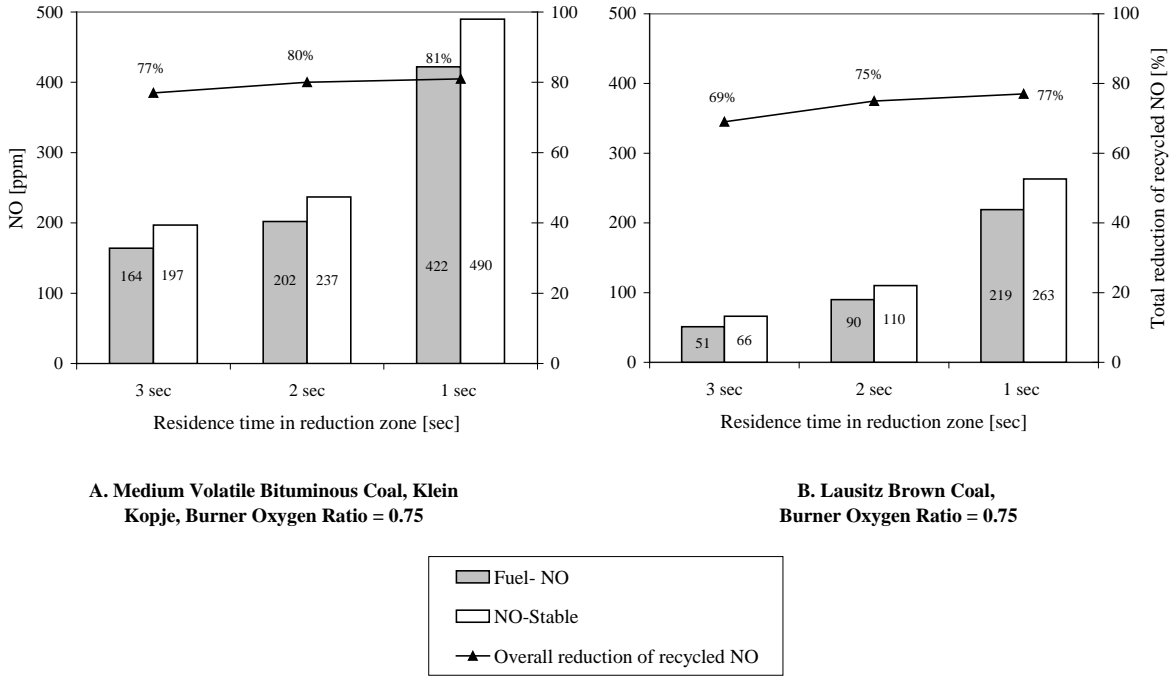 NO [ppm]
500
400
300
200
100
0
100
80
60
40
20
0
77%
80%
81%
164
197
202
237
422
490
3 sec
2 sec
1 sec
Residence time in reduction zone [sec]
A. Medium Volatile Bituminous Coal, Klein
Kopje, Burner Oxygen Ratio = 0.75
500
400
300
200
100
0
100
80
60
40
20
0
Total reduction of recycled NO [%]
69%
75%
77%
51
66
90
110
219
263
3 sec
2 sec
1 sec
Residence time in reduction zone [sec]
B. Lausitz Brown Coal,
Burner Oxygen Ratio = 0.75
Fuel- NO
NO-Stable
Overall reduction of recycled NO